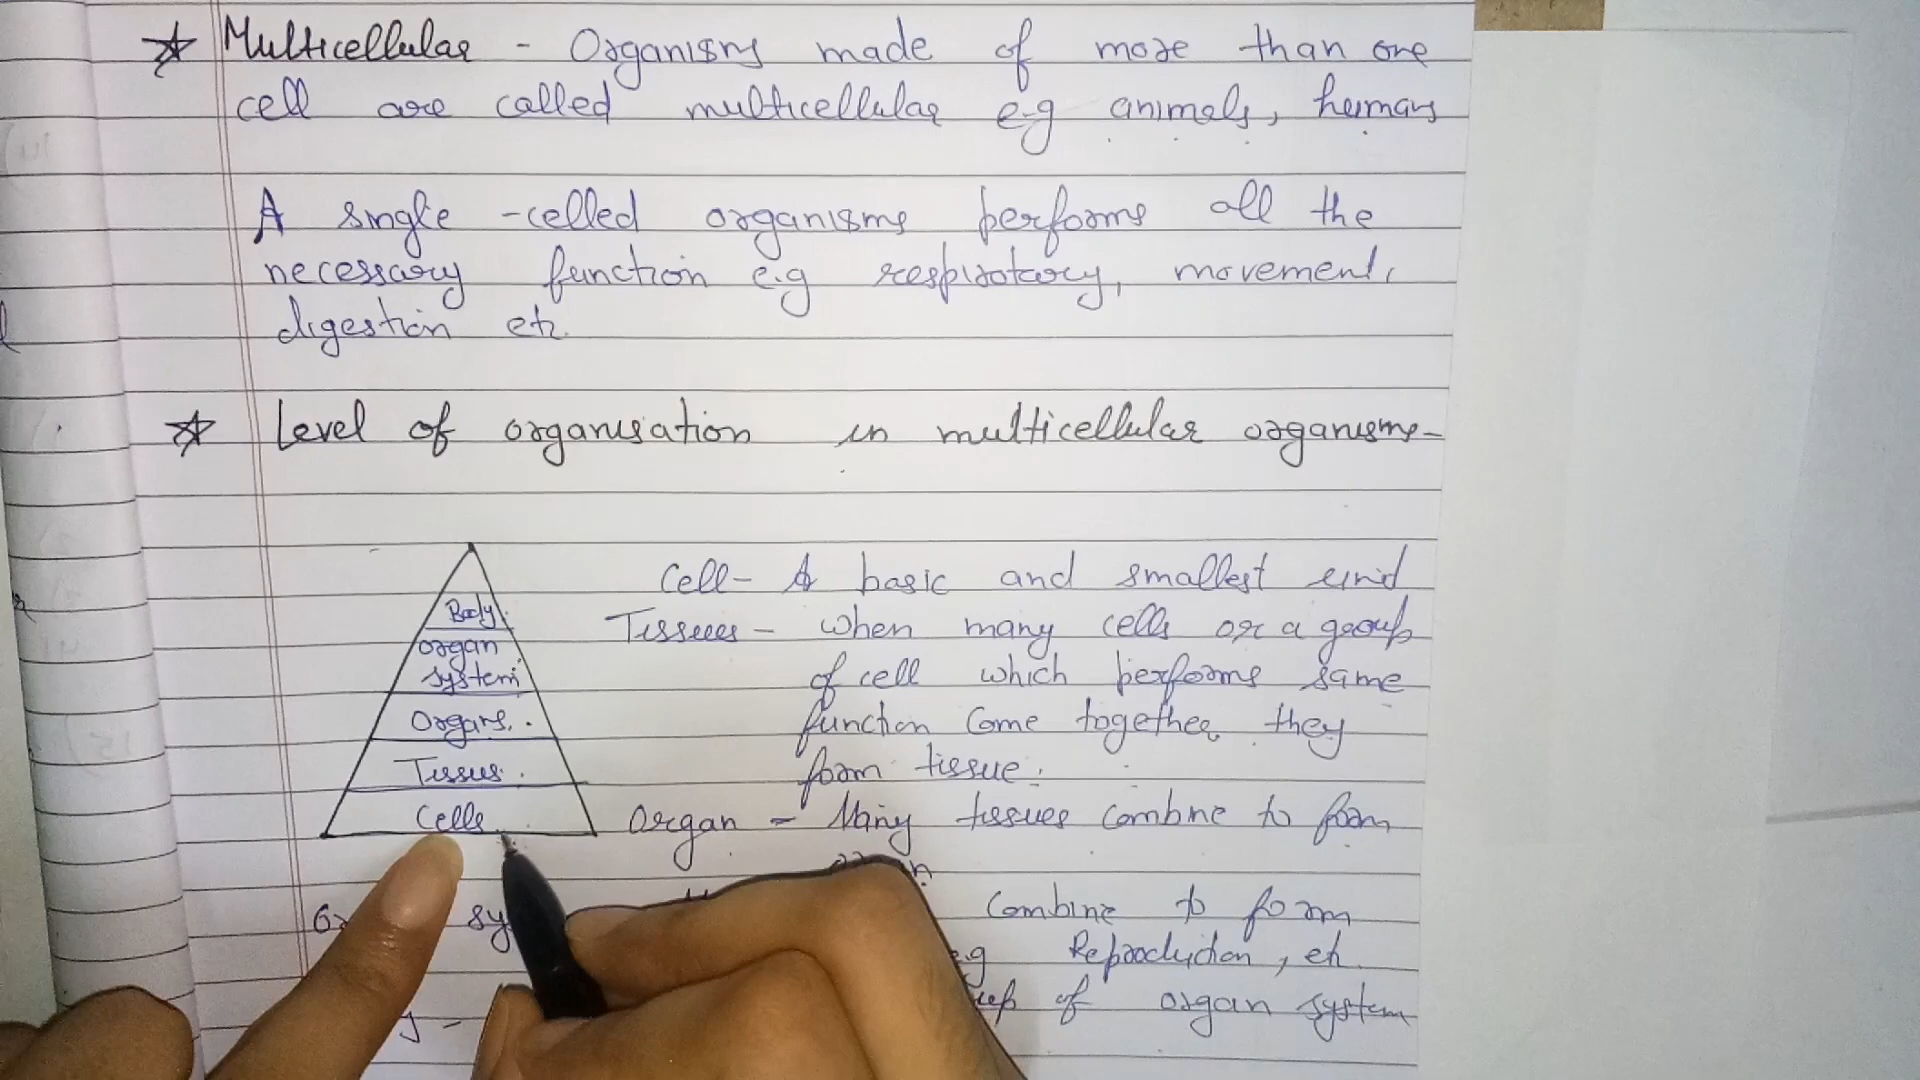 Multicellular - Organism made of more than one
cell are called multicellular e.g animals, humans
A single -celled organisms performs all the
necessary function e.g respiratory, movement,
digestion etc.
Level of organisation in multicellular organisms-
Body
organ
system
Organs.
Tissues.
Cells
Cell - A basic and smallest unit
Tissues - When many cells or a group
of cell which performs same
function come together they
form tissue.
Organ - Many tissues combine to form
combine to form
e.g Reproduction, etc
of organ system